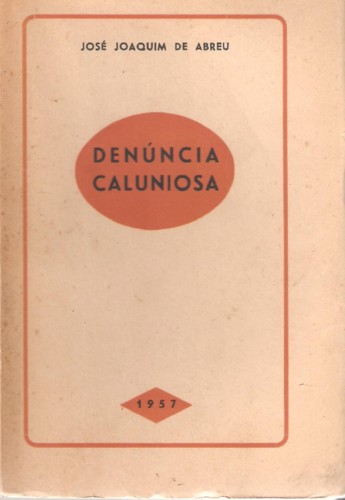 JOSÉ JOAQUIM DE ABREU
DENÚNCIA
CALUNIOSA
1957